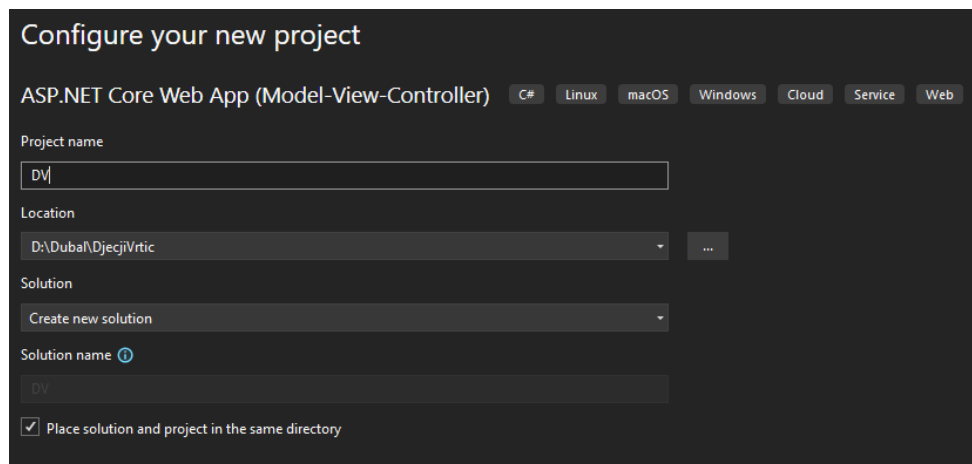 Configure your new project
ASP.NET Core Web App (Model-View-Controller) C# Linux macOS Windows Cloud Service Web
Project name
DV
Location
D:\Dubal\DjecjiVrtic
...
Solution
Create new solution
Solution name
DV
Place solution and project in the same directory